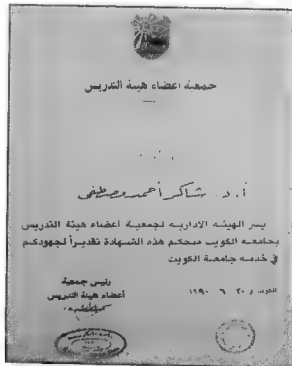 جمعية اعضاء هيئة التدريس
أ.د. شاكر أحمد مصطفى
يسر الهيئة الادارية لجمعية أعضاء هيئة التدريس
بجامعة الكويت منحكم هذه الشهادة تقديراً لجهودكم
في خدمة جامعة الكويت
رئيس جمعية
أعضاء هيئة التدريس
الكويت في ٢٠ ٦ ١٩٩٠